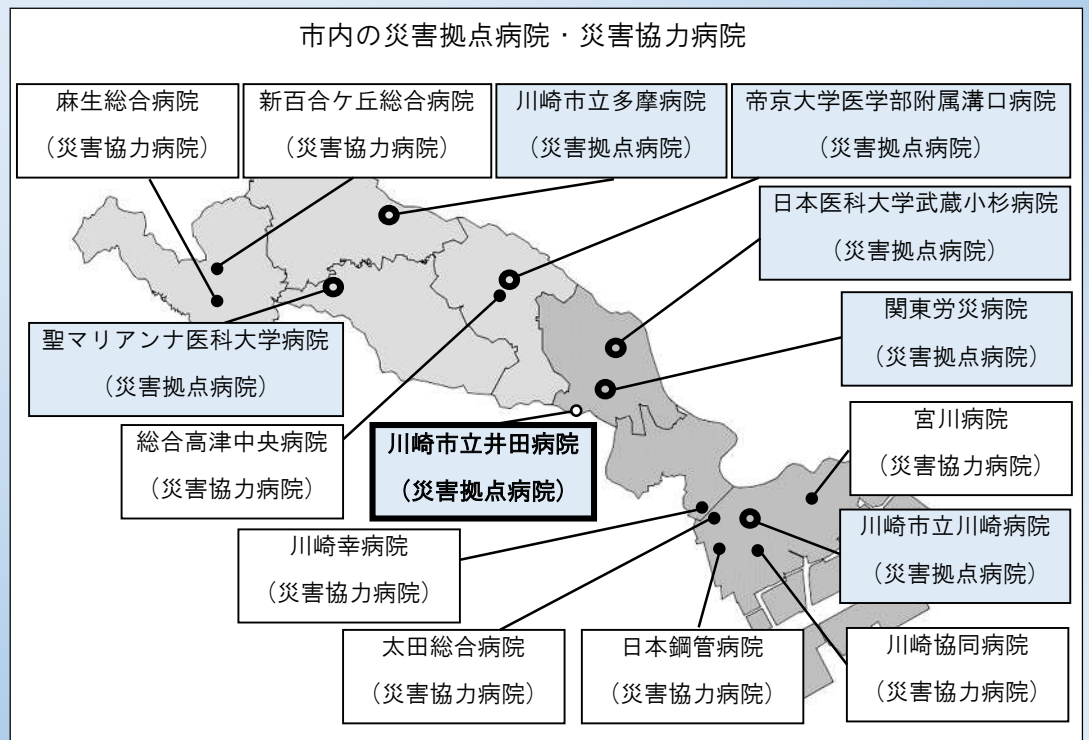 市内の災害拠点病院・災害協力病院
麻生総合病院
(災害協力病院)
新百合ケ丘総合病院
(災害協力病院)
川崎市立多摩病院
(災害拠点病院)
帝京大学医学部附属溝口病院
(災害拠点病院)
日本医科大学武蔵小杉病院
(災害拠点病院)
聖マリアンナ医科大学病院
(災害拠点病院)
関東労災病院
(災害拠点病院)
総合高津中央病院
(災害協力病院)
川崎市立井田病院
(災害拠点病院)
宮川病院
(災害協力病院)
川崎幸病院
(災害協力病院)
川崎市立川崎病院
(災害拠点病院)
太田総合病院
(災害協力病院)
日本鋼管病院
(災害協力病院)
川崎協同病院
(災害協力病院)